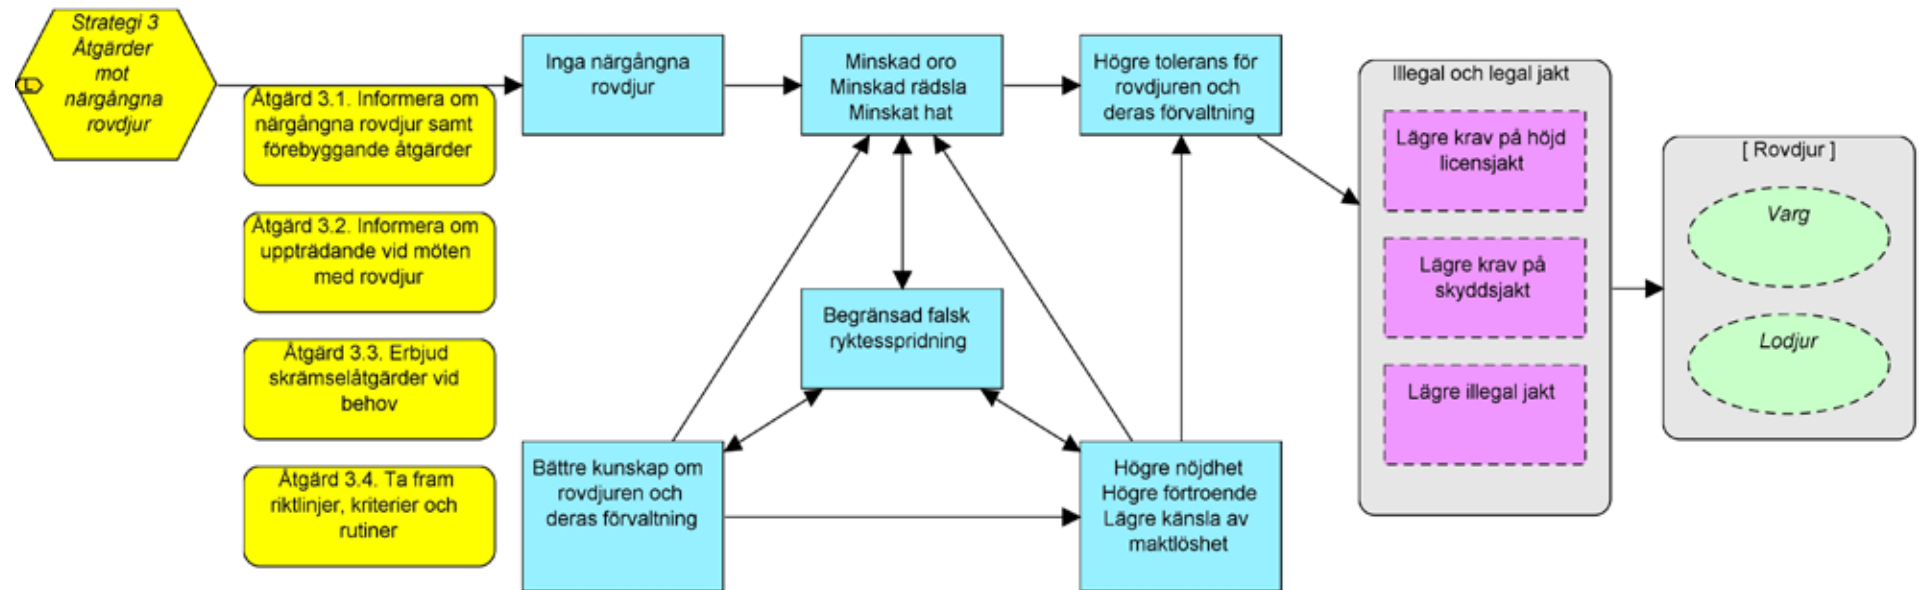 Strategi 3
Åtgärder
mot
närgångna
rovdjur
Åtgärd 3.1. Informera om
närgångna rovdjur samt
förebyggande åtgärder
Åtgärd 3.2. Informera om
uppträdande vid möten
med rovdjur
Åtgärd 3.3. Erbjud
skrämselåtgärder vid
behov
Åtgärd 3.4. Ta fram
riktlinjer, kriterier och
rutiner
Inga närgångna
rovdjur
Minskad oro
Minskad rädsla
Minskat hat
Högre tolerans för
rovdjuren och
deras förvaltning
Begränsad falsk
ryktesspridning
Bättre kunskap om
rovdjuren och
deras förvaltning
Högre nöjdhet
Högre förtroende
Lägre känsla av
maktlöshet
Illegal och legal jakt
Lägre krav på höjd
licensjakt
Lägre krav på
skyddsjakt
Lägre illegal jakt
[ Rovdjur ]
Varg
Lodjur